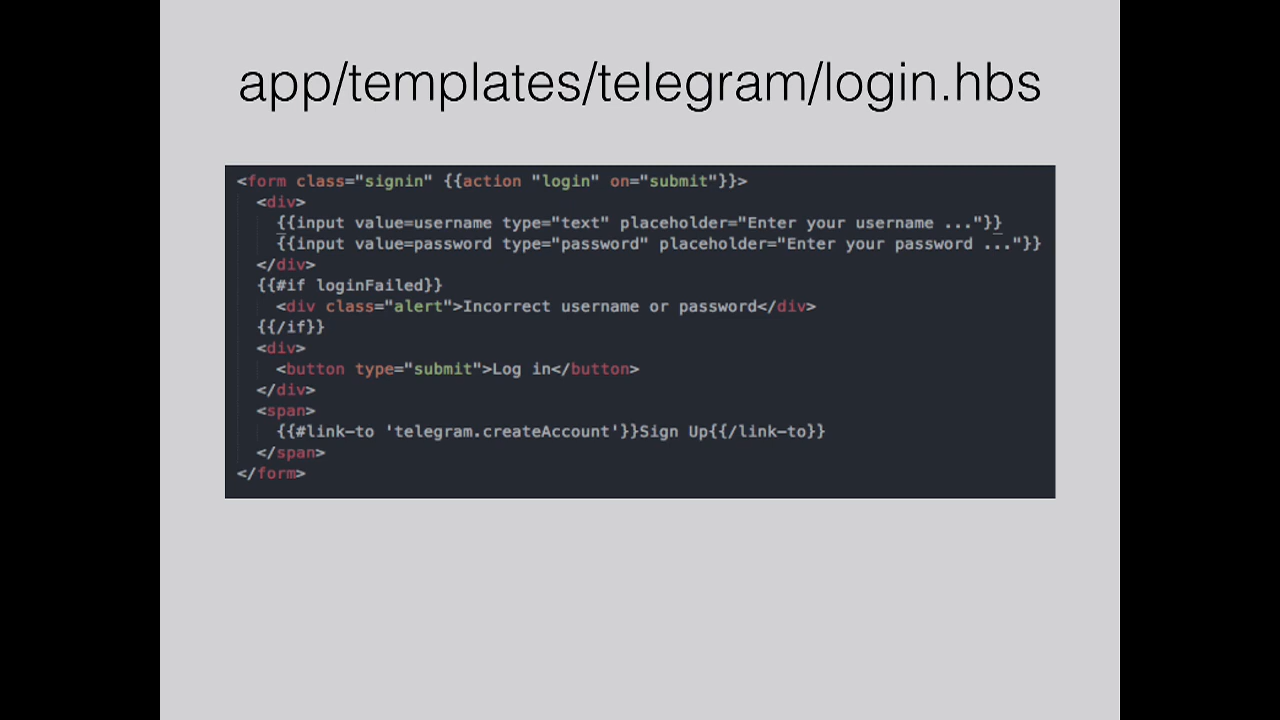 app/templates/telegram/login.hbs
<form class="signin" {{action "login" on="submit"}}>
  <div>
    {{input value=username type="text" placeholder="Enter your username ..."}}
    {{input value=password type="password" placeholder="Enter your password ..."}}
  </div>
  {{#if loginFailed}}
    <div class="alert">Incorrect username or password</div>
  {{/if}}
  <div>
    <button type="submit">Log in</button>
  </div>
  <span>
    {{#link-to 'telegram.createAccount'}}Sign Up{{/link-to}}
  </span>
</form>